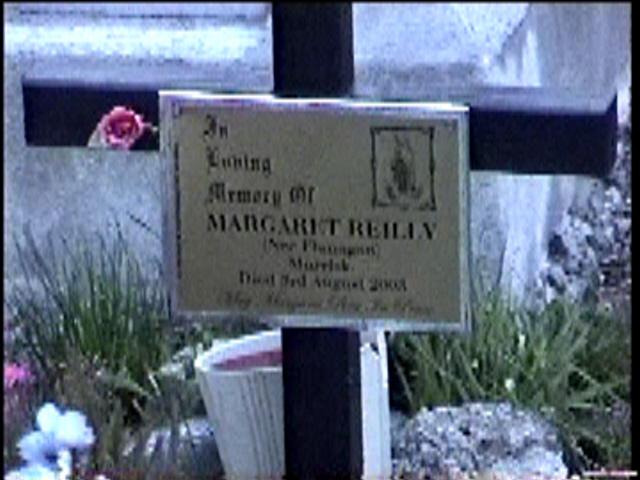 In
Loving
Memory Of
MARGARET REILLY
(Nee Flanagan)
Murrisk
Died 3rd August 2003
May Margaret Rest In Peace